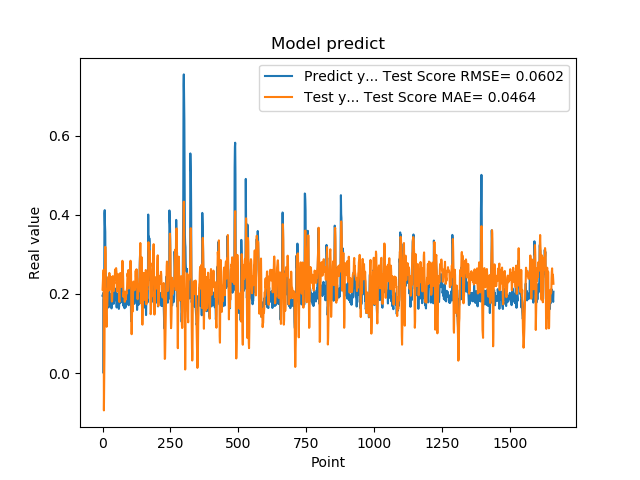 Model predict
Predict y... Test Score RMSE= 0.0602
Test y... Test Score MAE= 0.0464
Real value
0.6
0.4
0.2
0.0
0 250 500 750 1000 1250 1500
Point